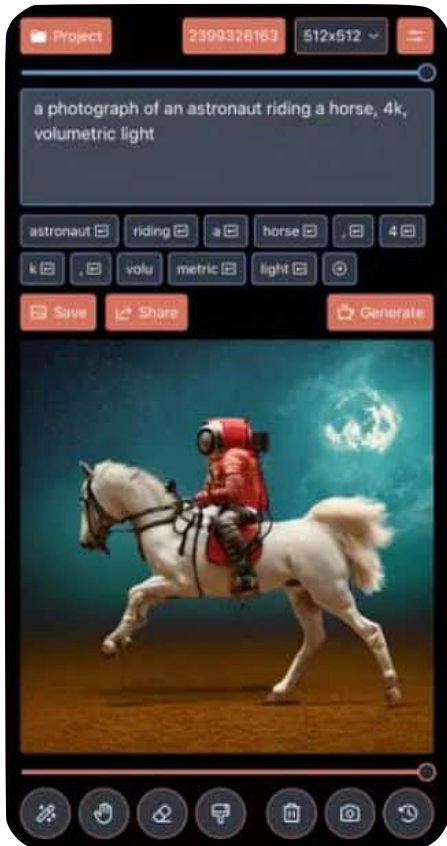 Project 2399326163 512x512
a photograph of an astronaut riding a horse, 4k,
volumetric light
astronaut riding a horse , 4
k , volu metric light
Save Share Generate